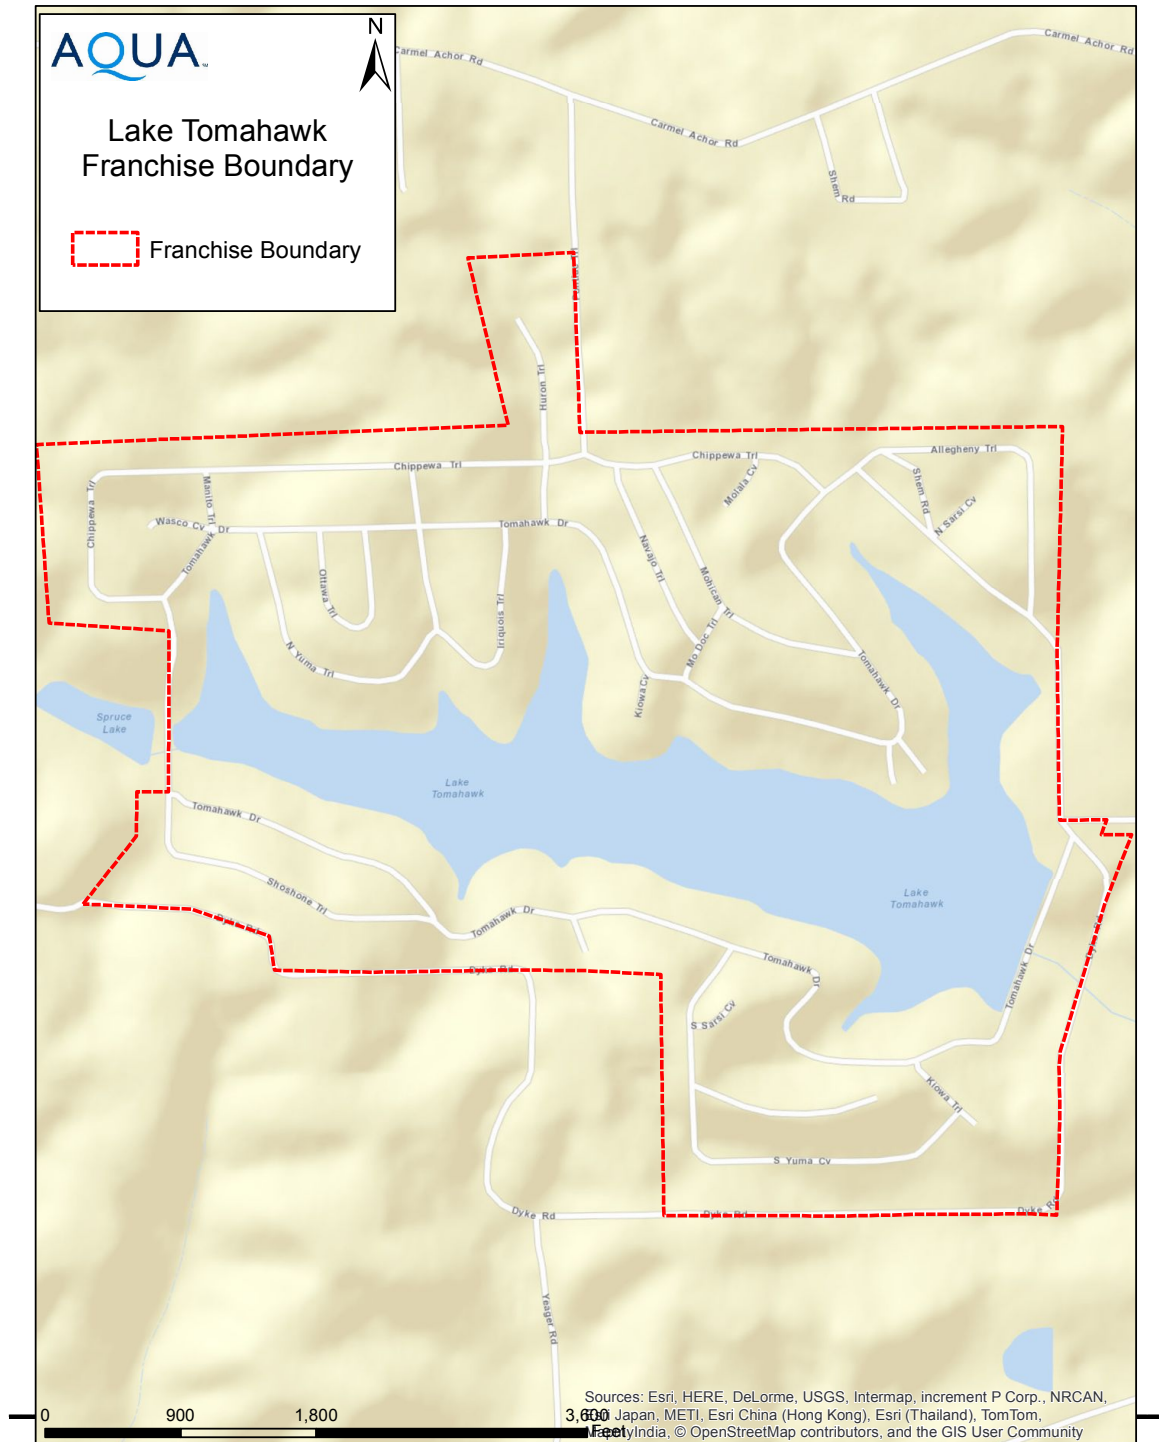 AQUA
N
Lake Tomahawk
Franchise Boundary
Franchise Boundary
Carmel Achor Rd
Carmel Achor Rd
Carmel Achor Rd
Shem Rd
Huron Trl
Chippewa Trl
Chippewa Trl
Allegheny Trl
Molala Cv
Shem Rd
N Sarsi Cv
Chippewa Trl
Manito Trl
Wasco Cv
Tomahawk Dr
Tomahawk Dr
Navajo Trl
Mohican Trl
Ottawa Trl
Iriquois Trl
Mo Doc Trl
N Yuma Trl
Kiowa Cv
Tomahawk Dr
Spruce
Lake
Lake
Tomahawk
Tomahawk Dr
Shoshone Trl
Lake
Tomahawk
Dyke Rd
Tomahawk Dr
Dyke Rd
Dyke Rd
Tomahawk Dr
Tomahawk Dr
S Sarsi Cv
Kiowa Trl
S Yuma Cv
Dyke Rd
Dyke Rd
Dyke Rd
Yeager Rd
0 900 1,800 3,600
Feet
Sources: Esri, HERE, DeLorme, USGS, Intermap, increment P Corp., NRCAN,
Esri Japan, METI, Esri China (Hong Kong), Esri (Thailand), TomTom,
MapmyIndia, © OpenStreetMap contributors, and the GIS User Community